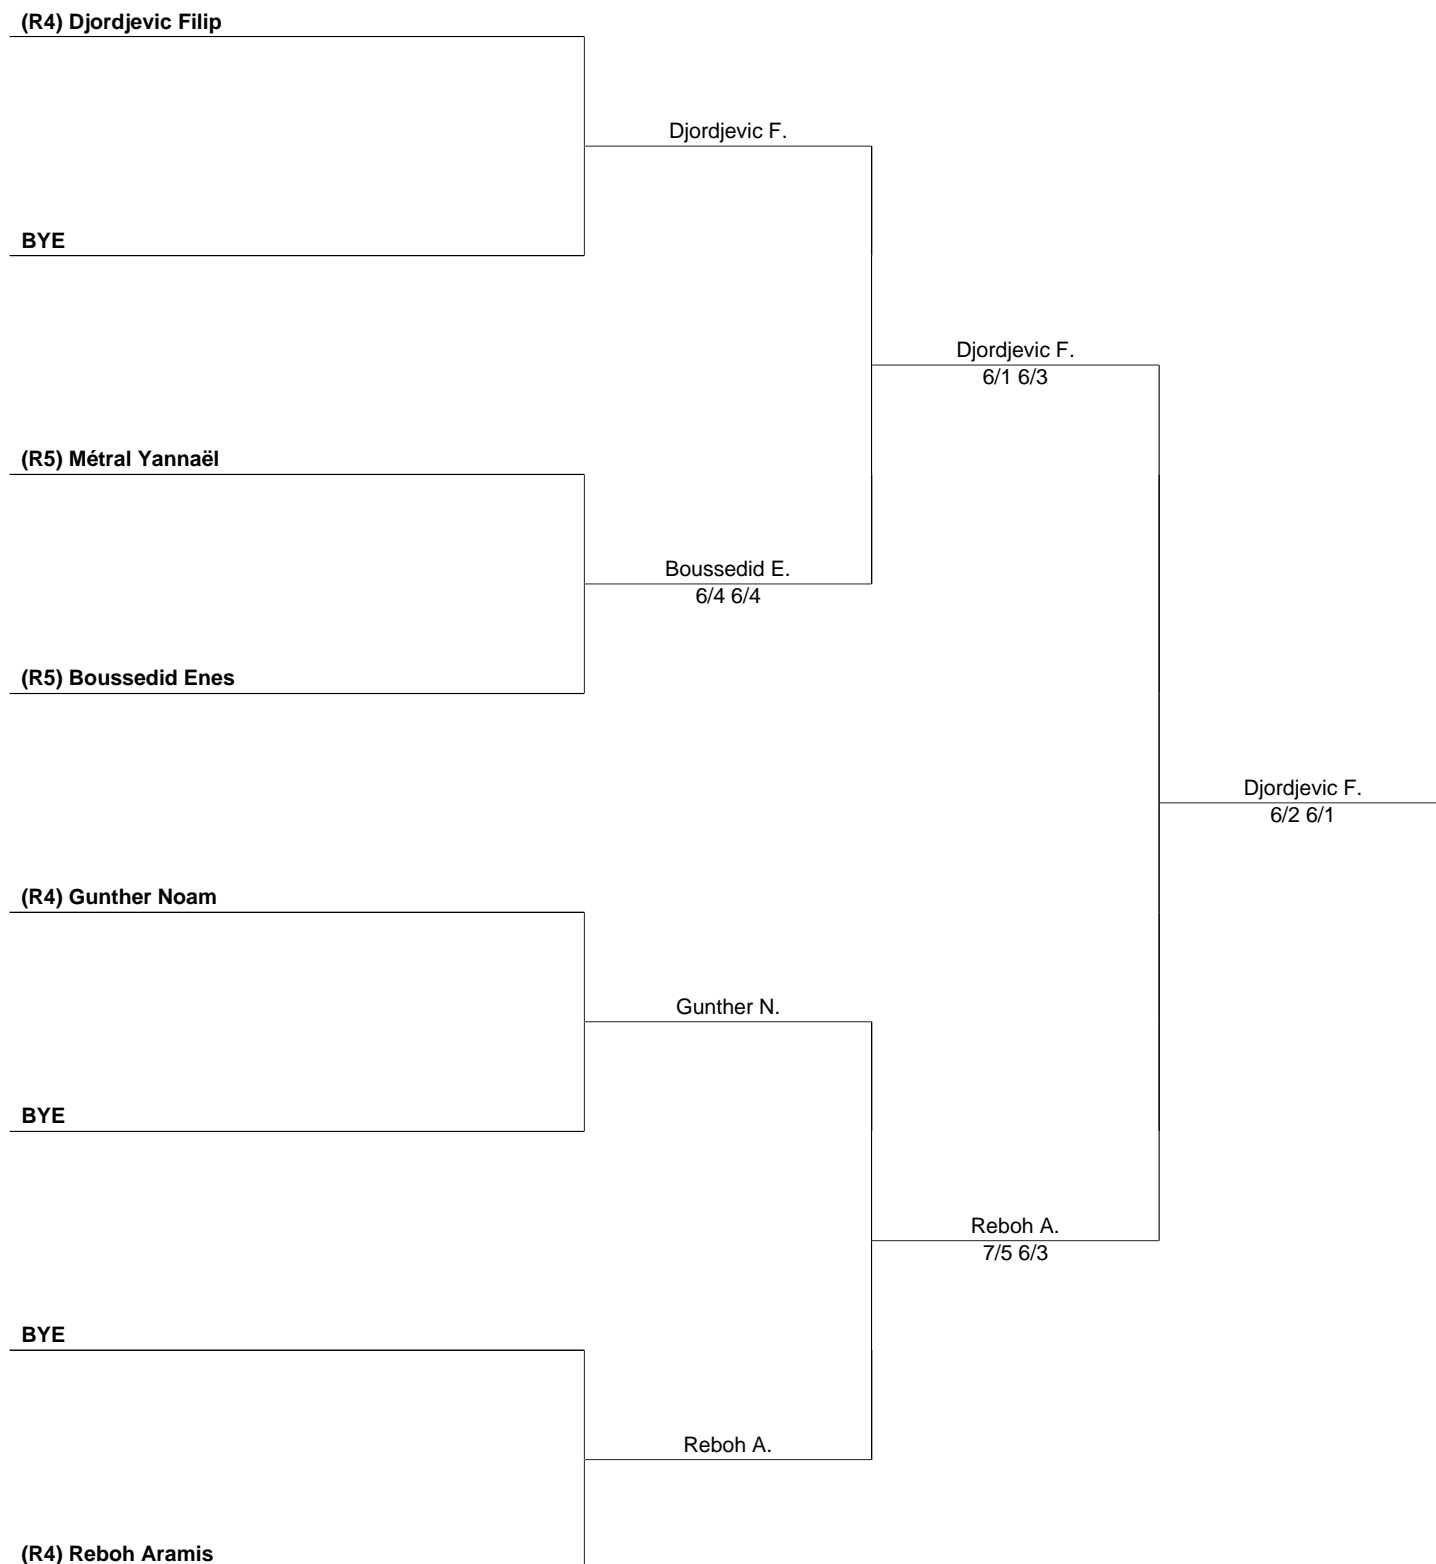 (R4) Djordjevic Filip
Djordjevic F.
BYE
Djordjevic F.
6/1 6/3
(R5) Métral Yannaël
Boussedid E.
6/4 6/4
(R5) Boussedid Enes
Djordjevic F.
6/2 6/1
(R4) Gunther Noam
Gunther N.
BYE
Reboh A.
7/5 6/3
BYE
Reboh A.
(R4) Reboh Aramis